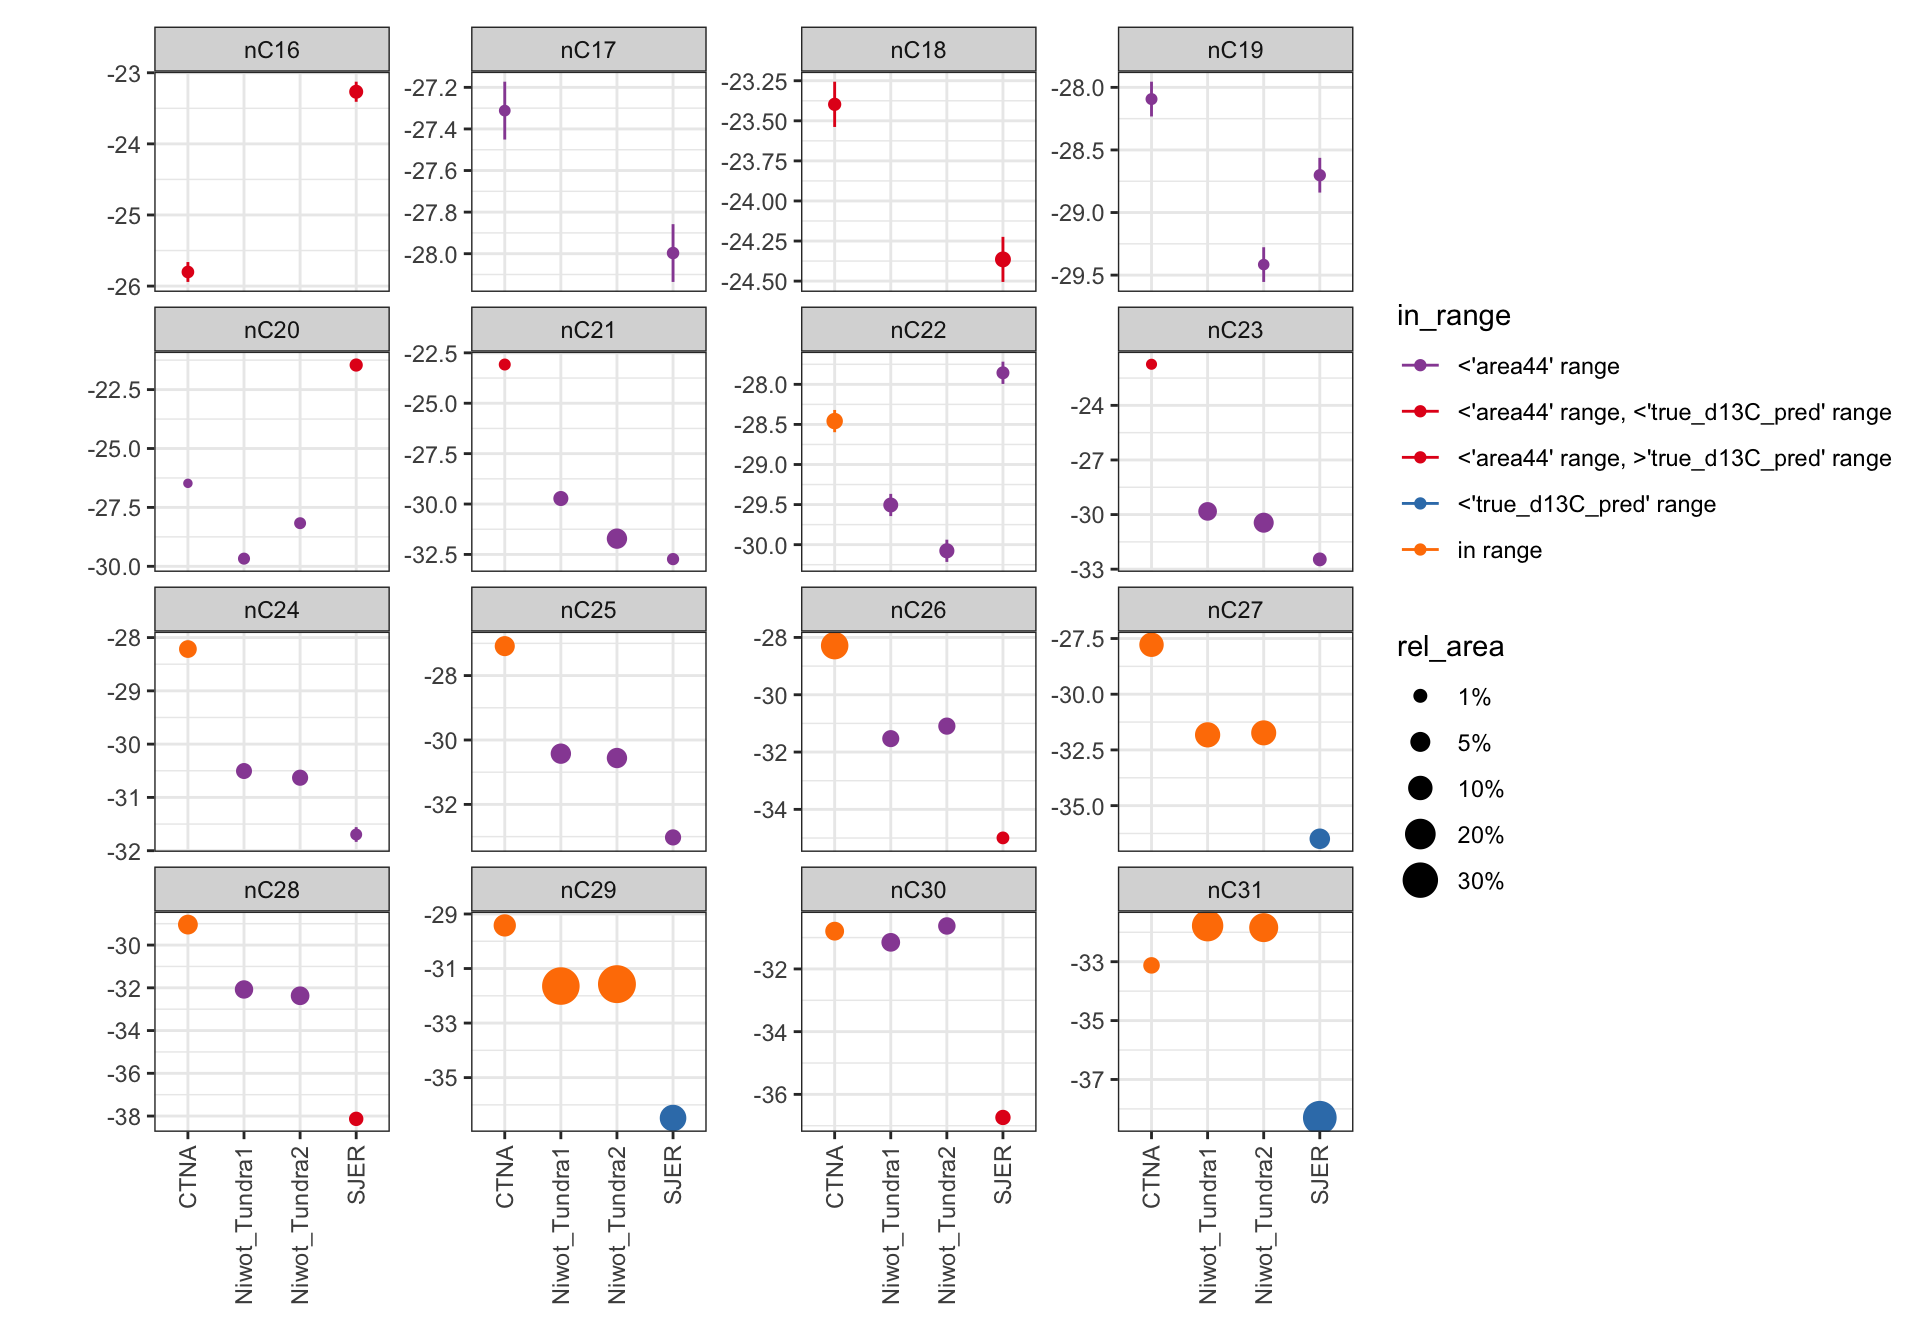 nC16 nC17 nC18 nC19
-23
-24
-25
-26
-27.2
-27.4
-27.6
-27.8
-28.0
-23.25
-23.50
-23.75
-24.00
-24.25
-24.50
-28.0
-28.5
-29.0
-29.5
nC20 nC21 nC22 nC23
-22.5
-25.0
-27.5
-30.0
-22.5
-25.0
-27.5
-30.0
-32.5
-28.0
-28.5
-29.0
-29.5
-30.0
-24
-27
-30
-33
nC24 nC25 nC26 nC27
-28
-29
-30
-31
-32
-28
-30
-32
-28
-30
-32
-34
-27.5
-30.0
-32.5
-35.0
nC28 nC29 nC30 nC31
-30
-32
-34
-36
-38
-29
-31
-33
-35
-32
-34
-36
-33
-35
-37
CTNA
Niwot_Tundra1
Niwot_Tundra2
SJER
CTNA
Niwot_Tundra1
Niwot_Tundra2
SJER
CTNA
Niwot_Tundra1
Niwot_Tundra2
SJER
CTNA
Niwot_Tundra1
Niwot_Tundra2
SJER
in_range
<'area44' range
<'area44' range, <'true_d13C_pred' range
<'area44' range, >'true_d13C_pred' range
<'true_d13C_pred' range
in range
rel_area
1%
5%
10%
20%
30%